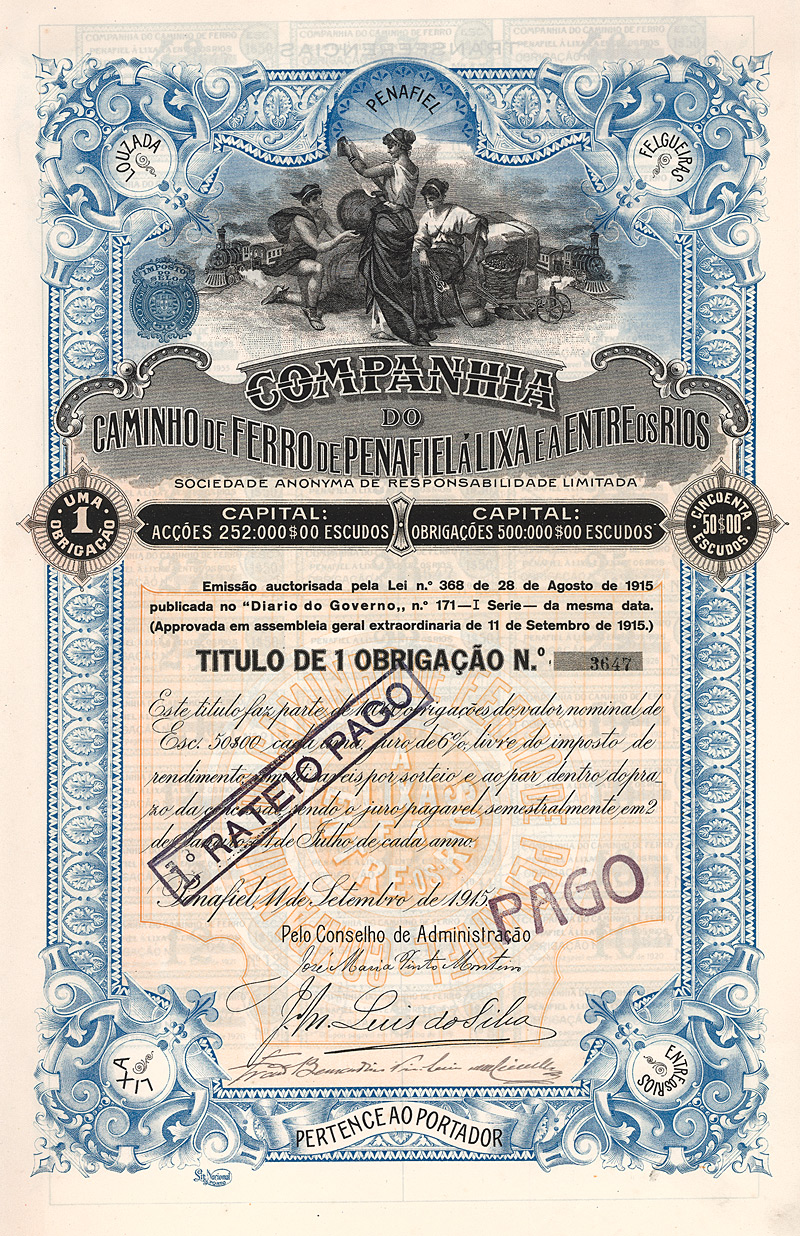 PENAFIEL
LOUZADA
FELGUEIRAS
IMPOSTO
DO
SELO
COMPANHIA
DO
CAMINHO DE FERRO DE PENAFIEL Á LIXA E A ENTRE OS RIOS
SOCIEDADE ANONYMA DE RESPONSABILIDADE LIMITADA
UMA
1
OBRIGAÇÃO
CAPITAL:
ACÇÕES 252:000$00 ESCUDOS
CAPITAL:
OBRIGAÇÕES 500:000$00 ESCUDOS
CINCOENTA
50$00
ESCUDOS
Emissão auctorisada pela Lei n.º 368 de 28 de Agosto de 1915
publicada no "Diario do Governo,, n.º 171—I Serie— da mesma data.
(Approvada em assembleia geral extraordinaria de 11 de Setembro de 1915.)
TITULO DE 1 OBRIGAÇÃO N.º 3647
Este titulo faz parte de obrigações do valor nominal de
Esc. 50$00 cada uma, juro de 6%, livre do imposto de
rendimento, amortisaveis por sorteio e ao par dentro do pra-
zo da concessão, sendo o juro pagavel, semestralmente, em 2
de Janeiro e 1 de Julho de cada anno.
Penafiel, 11 de Setembro de 1915.
1.º RATEIO PAGO
PAGO
Pelo Conselho de Administração
José Maria Pinto Monteiro
J. M. Luis da Silva
LIXA
ENTRE OS RIOS
PERTENCE AO PORTADOR
Lit. Nacional
PORTO